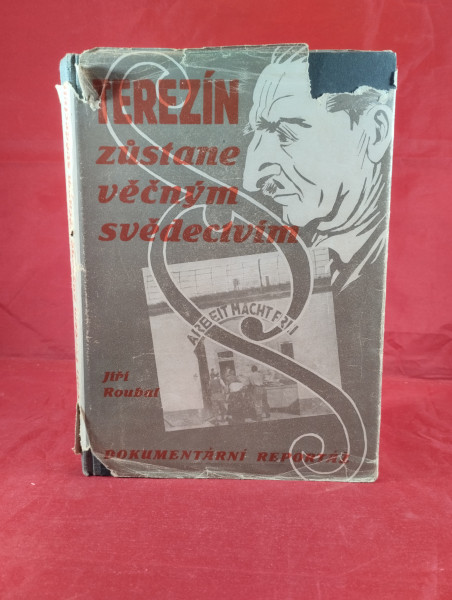 TEREZÍN
zůstane
věčným
svědectvím
ARBEIT MACHT FREI
Jiří
Roubal
DOKUMENTÁRNÍ REPORTÁŽ